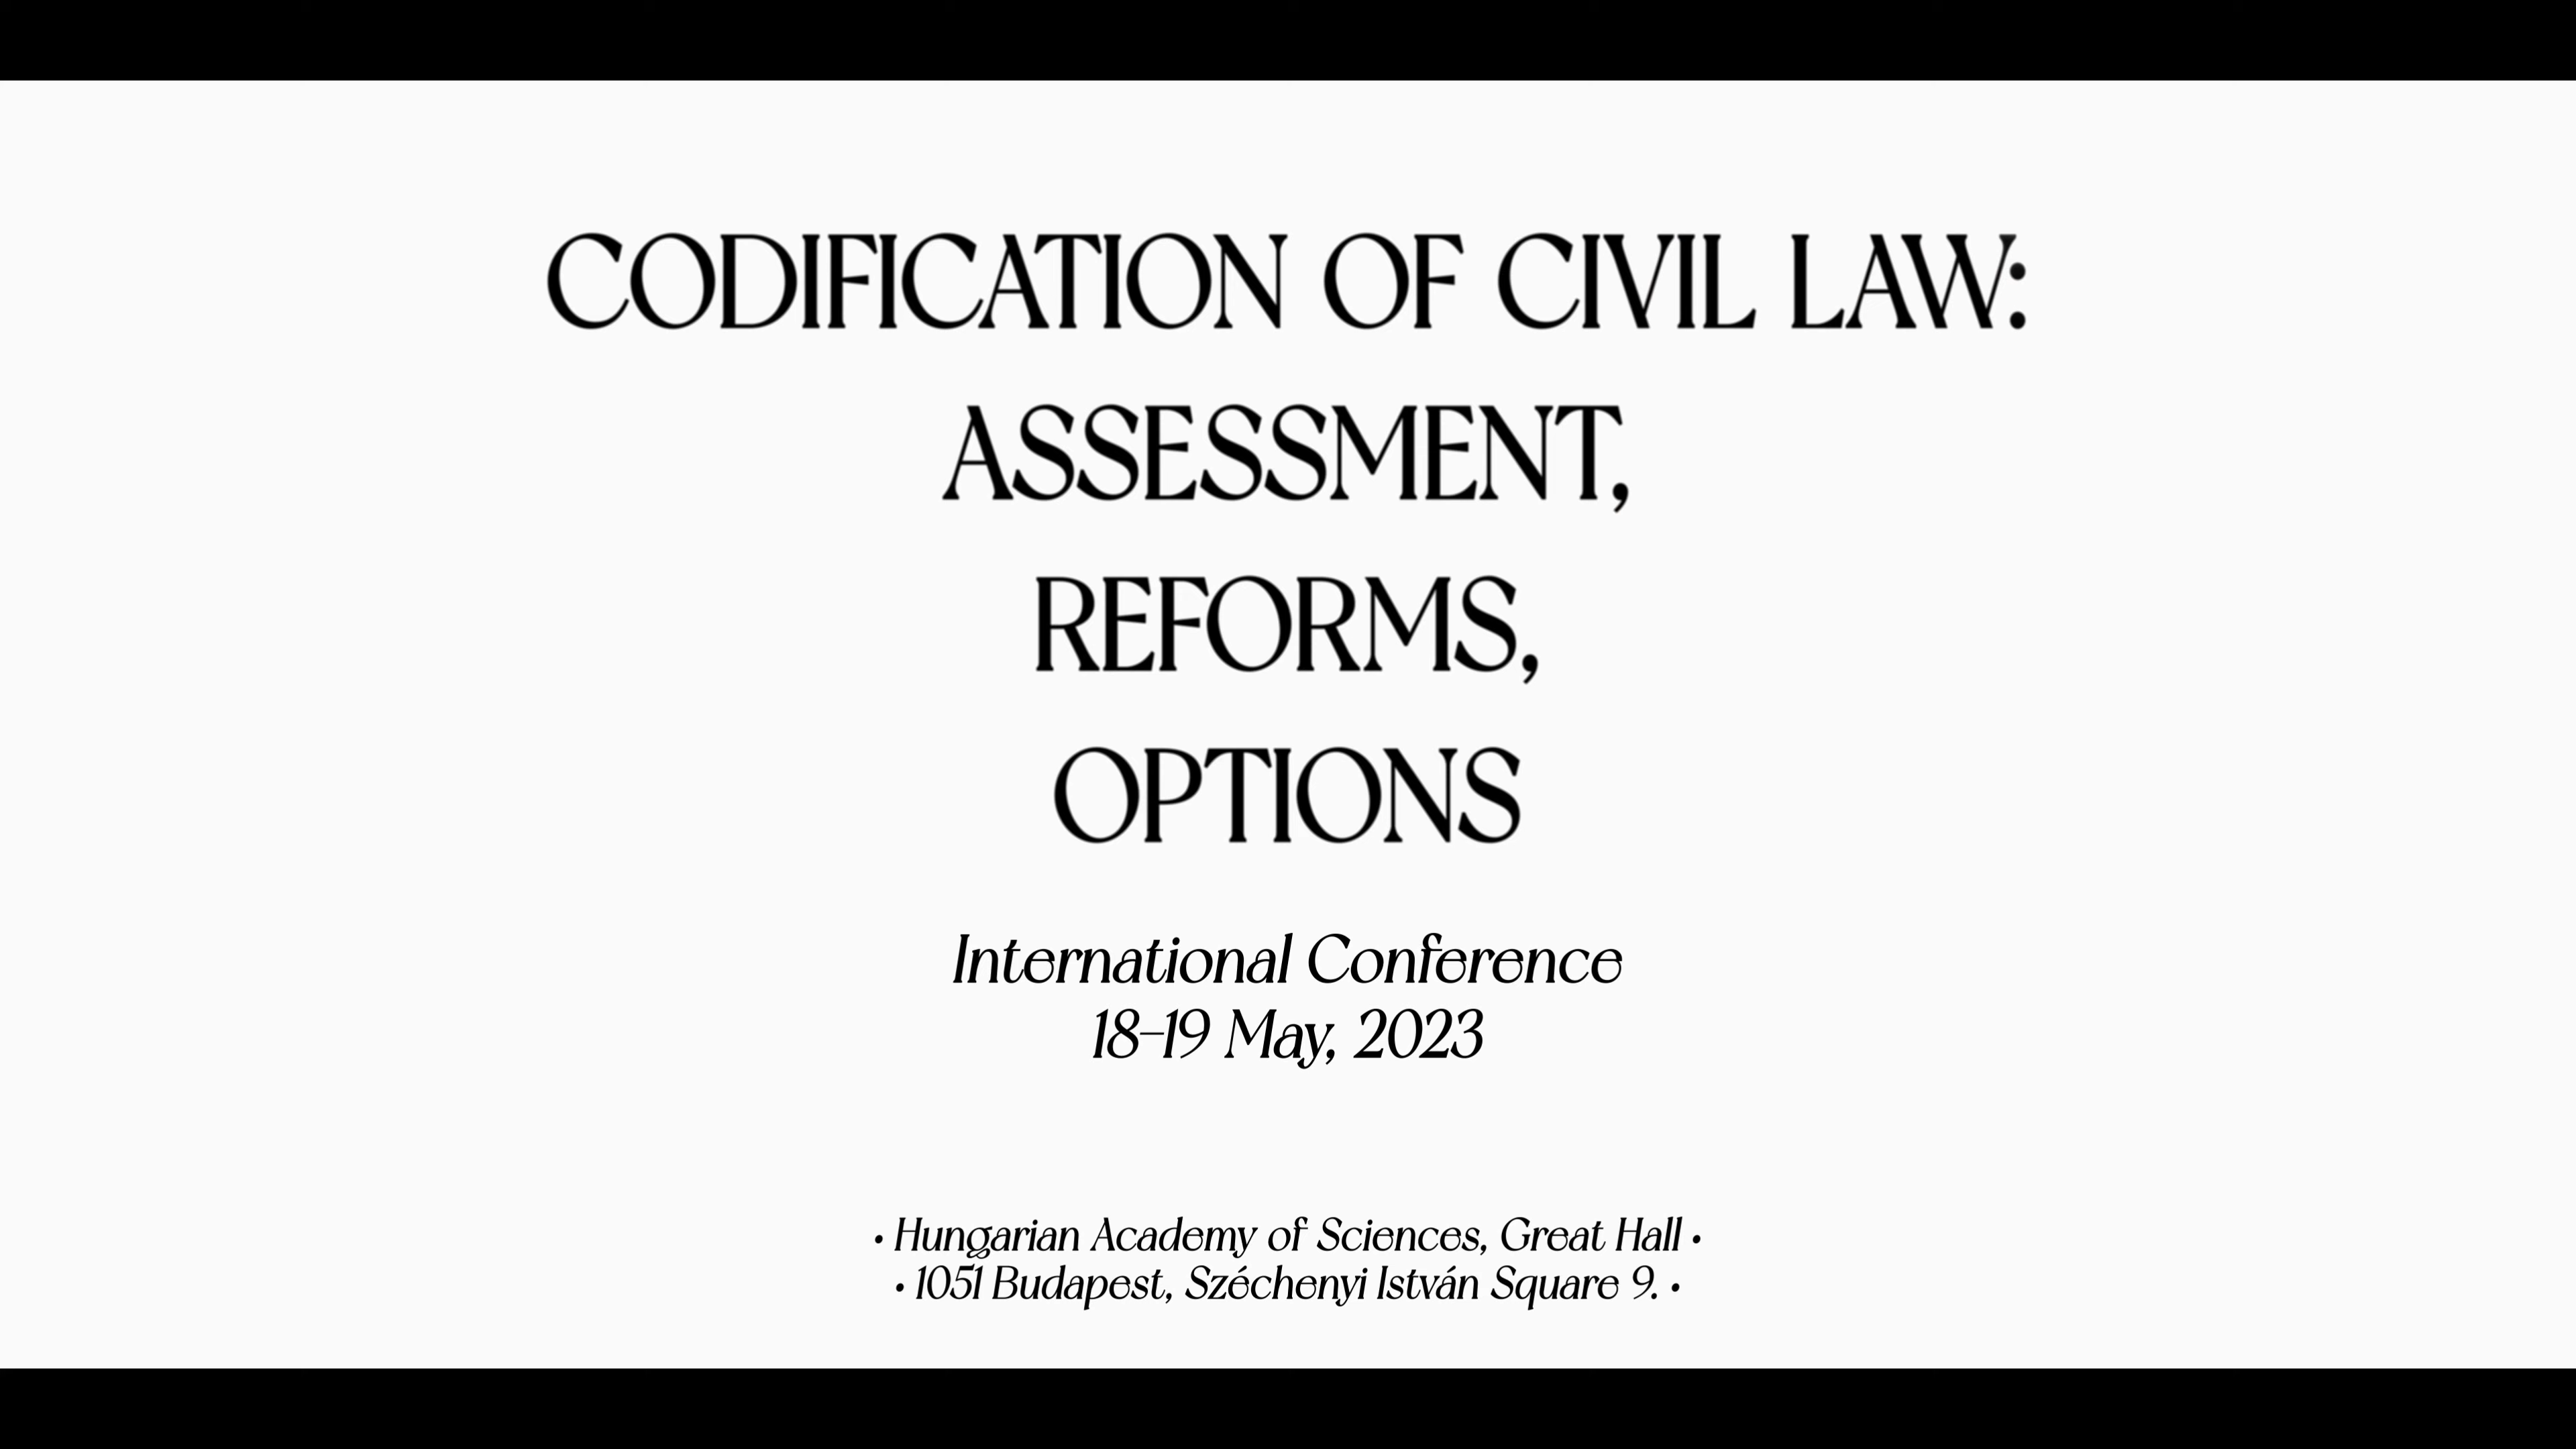 CODIFICATION OF CIVIL LAW:
ASSESSMENT,
REFORMS,
OPTIONS
International Conference
18–19 May, 2023
• Hungarian Academy of Sciences, Great Hall •
• 1051 Budapest, Széchenyi István Square 9. •